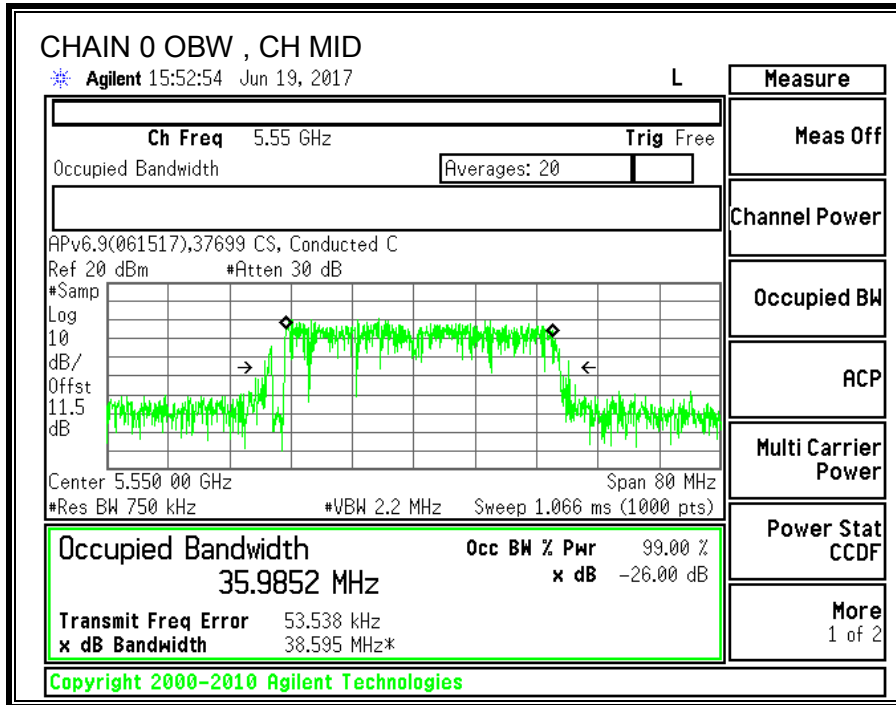 CHAIN 0 OBW , CH MID
Agilent 15:52:54 Jun 19, 2017 L
Measure
Ch Freq 5.55 GHz Trig Free
Meas Off
Occupied Bandwidth Averages: 20
Channel Power
APv6.9(061517),37699 CS, Conducted C
Ref 20 dBm #Atten 30 dB
#Samp
Log
10
dB/
Offst
11.5
dB
Occupied BW
ACP
Center 5.550 00 GHz Span 80 MHz
#Res BW 750 kHz #VBW 2.2 MHz Sweep 1.066 ms (1000 pts)
Multi Carrier
Power
Occupied Bandwidth Occ BW % Pwr 99.00 %
35.9852 MHz x dB -26.00 dB
Power Stat
CCDF
Transmit Freq Error 53.538 kHz
x dB Bandwidth 38.595 MHz*
More
1 of 2
Copyright 2000-2010 Agilent Technologies